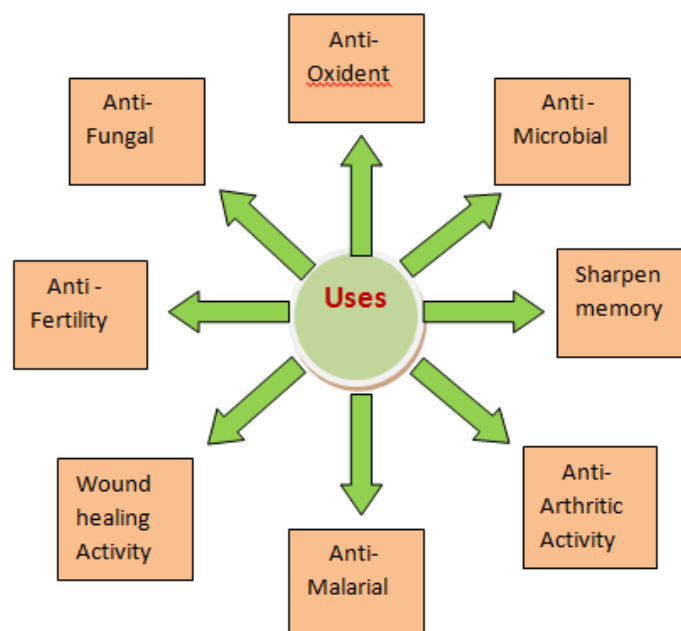 Anti-
Oxident
Anti-
Fungal
Anti -
Microbial
Uses
Anti -
Fertility
Sharpen
memory
Wound
healing
Activity
Anti-
Arthritic
Activity
Anti-
Malarial